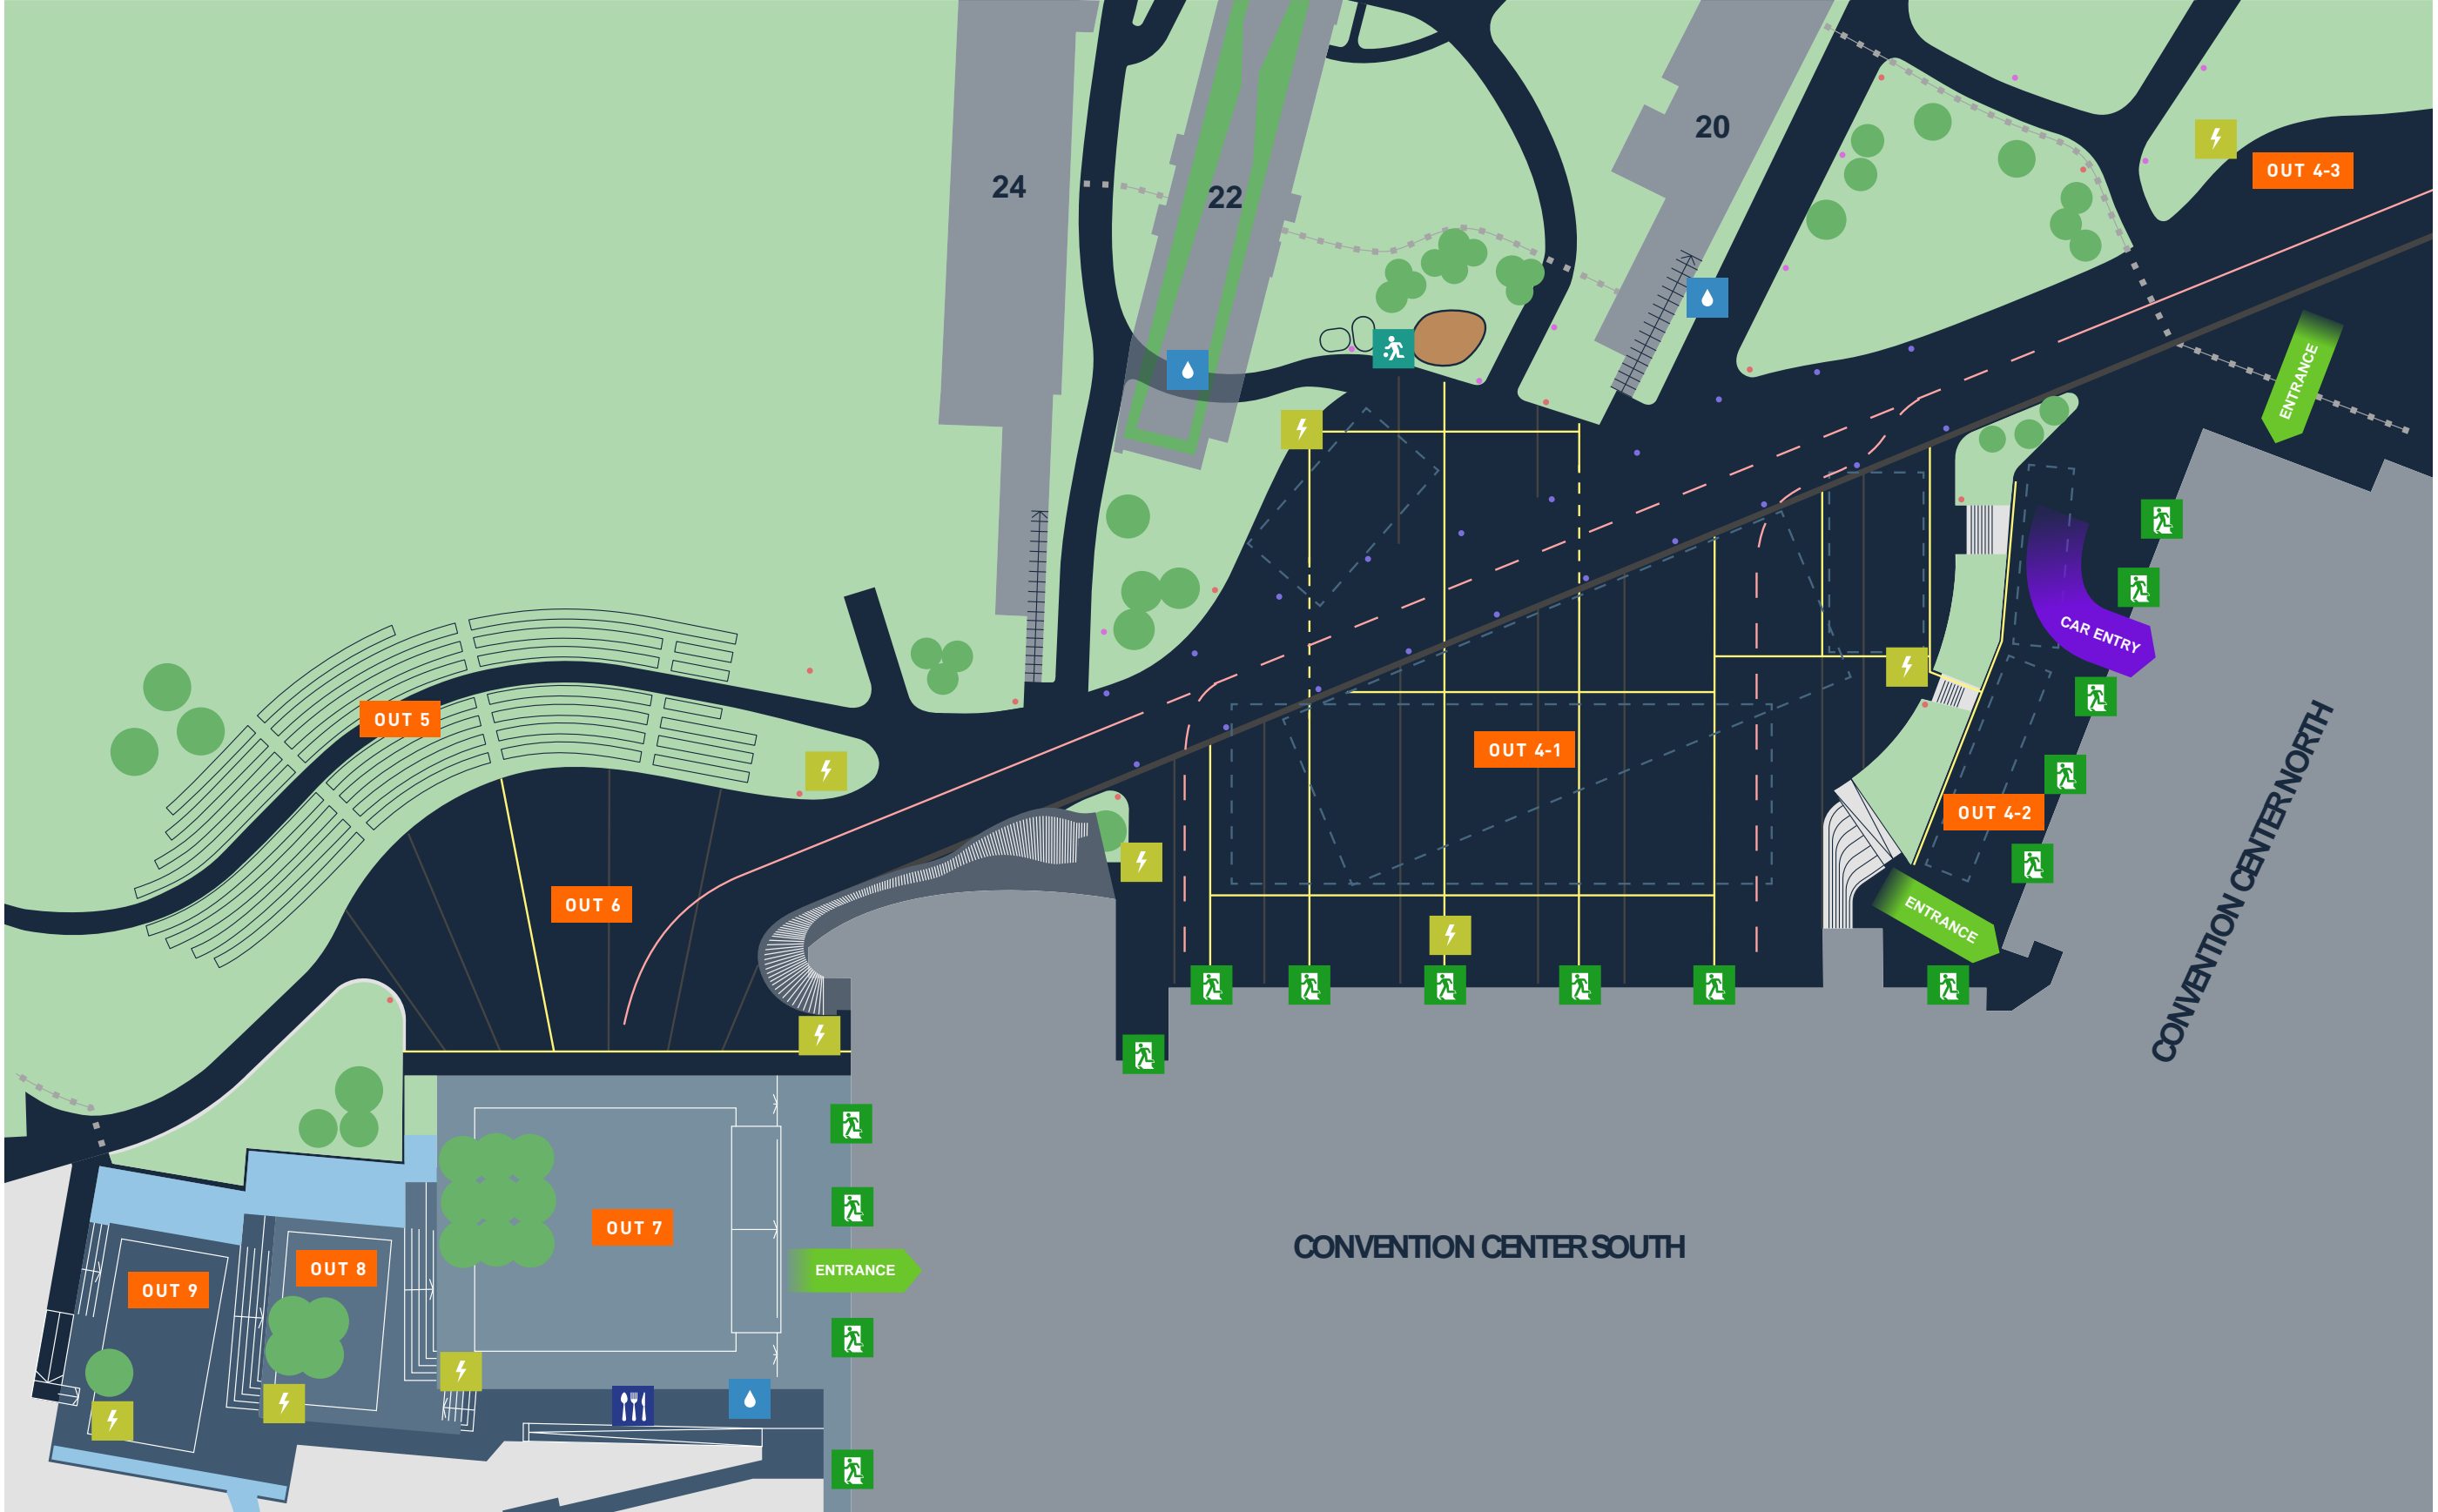 20
OUT 4-3
24
22
ENTRANCE
CAR ENTRY
OUT 5
OUT 4-1
OUT 4-2
CONVENTION CENTER NORTH
OUT 6
ENTRANCE
OUT 7
CONVENTION CENTER SOUTH
OUT 8
ENTRANCE
OUT 9